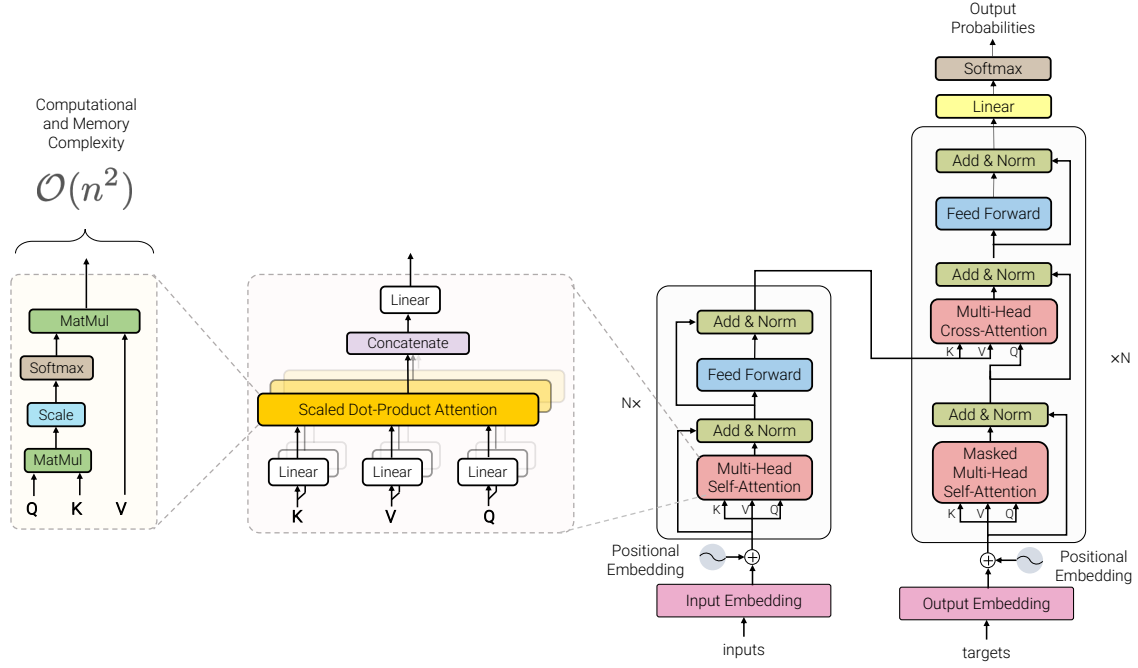 Output
Probabilities
Softmax
Linear
Add & Norm
Feed Forward
Add & Norm
Multi-Head
Cross-Attention
K V Q
×N
Add & Norm
Masked
Multi-Head
Self-Attention
K V Q
Positional
Embedding
Output Embedding
targets
Computational
and Memory
Complexity
O(n²)
MatMul
Softmax
Scale
MatMul
Q K V
Linear
Concatenate
Scaled Dot-Product Attention
Linear Linear Linear
K V Q
Add & Norm
Feed Forward
N×
Add & Norm
Multi-Head
Self-Attention
K V Q
Positional
Embedding
Input Embedding
inputs